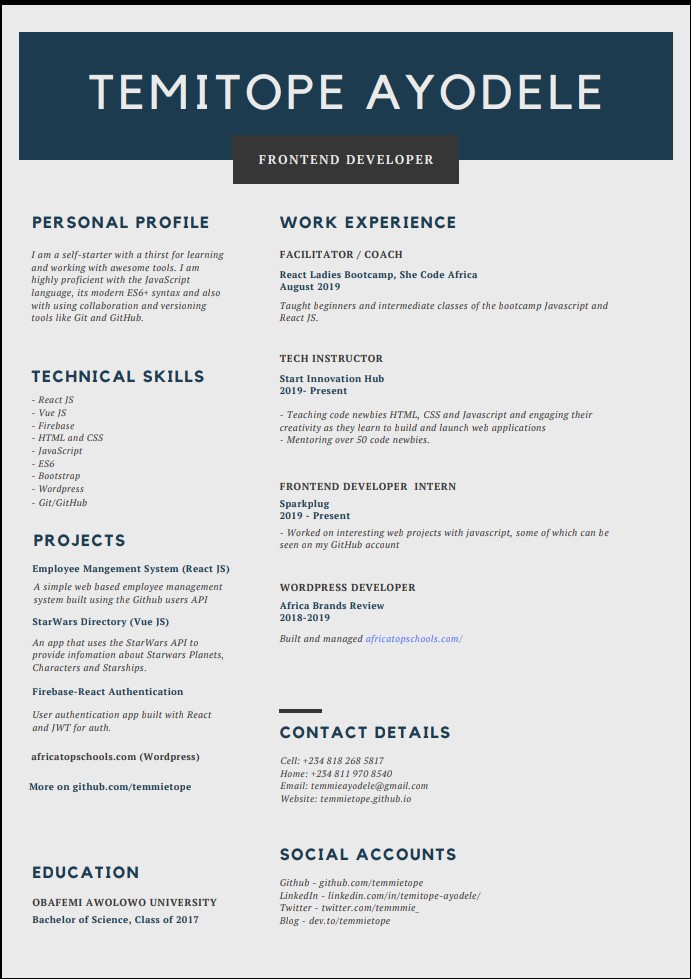 TEMITOPE AYODELE
FRONTEND DEVELOPER
PERSONAL PROFILE
I am a self-starter with a thirst for learning
and working with awesome tools. I am
highly proficient with the JavaScript
language, its modern ES6+ syntax and also
with using collaboration and versioning
tools like Git and GitHub.
TECHNICAL SKILLS
- React JS
- Vue JS
- Firebase
- HTML and CSS
- JavaScript
- ES6
- Bootstrap
- Wordpress
- Git/GitHub
PROJECTS
Employee Mangement System (React JS)
A simple web based employee management
system built using the Github users API
StarWars Directory (Vue JS)
An app that uses the StarWars API to
provide infomation about Starwars Planets,
Characters and Starships.
Firebase-React Authentication
User authentication app built with React
and JWT for auth.
africatopschools.com (Wordpress)
More on github.com/temmietope
EDUCATION
OBAFEMI AWOLOWO UNIVERSITY
Bachelor of Science, Class of 2017
WORK EXPERIENCE
FACILITATOR / COACH
React Ladies Bootcamp, She Code Africa
August 2019
Taught beginners and intermediate classes of the bootcamp Javascript and
React JS.
TECH INSTRUCTOR
Start Innovation Hub
2019- Present
- Teaching code newbies HTML, CSS and Javascript and engaging their
creativity as they learn to build and launch web applications
- Mentoring over 50 code newbies.
FRONTEND DEVELOPER INTERN
Sparkplug
2019 - Present
- Worked on interesting web projects with javascript, some of which can be
seen on my GitHub account
WORDPRESS DEVELOPER
Africa Brands Review
2018-2019
Built and managed africatopschools.com/
CONTACT DETAILS
Cell: +234 818 268 5817
Home: +234 811 970 8540
Email: temmieayodele@gmail.com
Website: temmietope.github.io
SOCIAL ACCOUNTS
Github - github.com/temmietope
LinkedIn - linkedin.com/in/temitope-ayodele/
Twitter - twitter.com/temmmie_
Blog - dev.to/temmietope